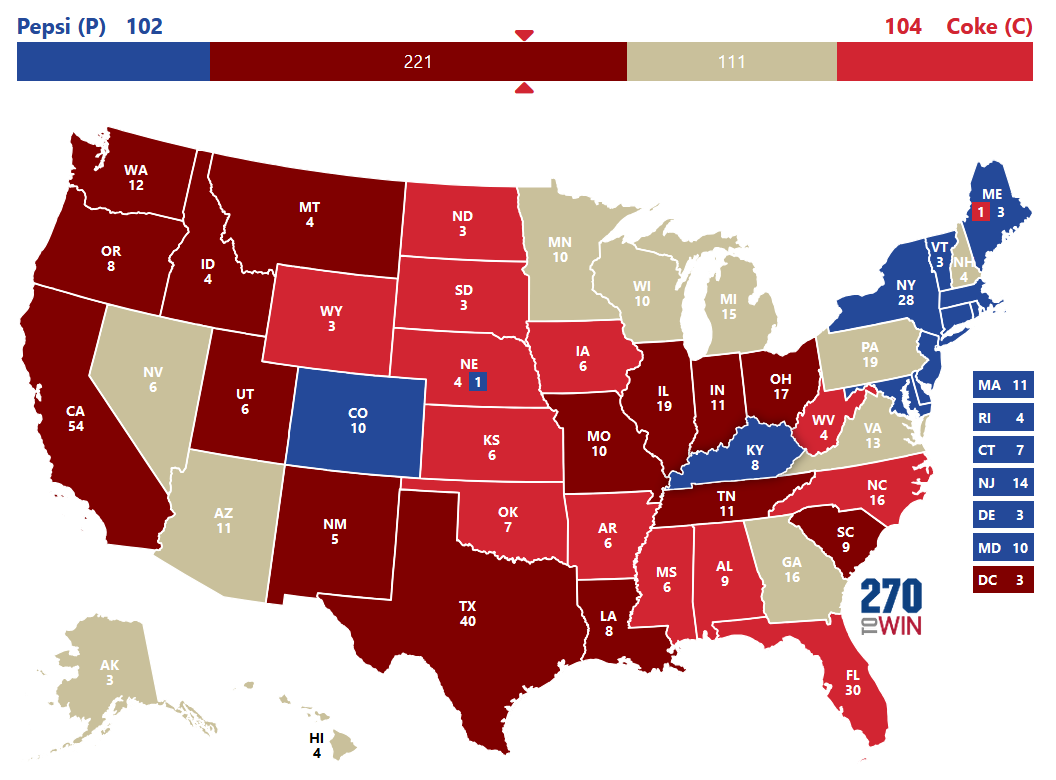 Pepsi (P) 102
104 Coke (C)
221
111
WA
12
OR
8
CA
54
NV
6
ID
4
MT
4
WY
3
UT
6
CO
10
AZ
11
NM
5
ND
3
SD
3
NE
4 1
KS
6
OK
7
TX
40
MN
10
IA
6
MO
10
AR
6
LA
8
WI
10
IL
19
MI
15
IN
11
OH
17
KY
8
TN
11
MS
6
AL
9
GA
16
FL
30
SC
9
NC
16
VA
13
WV
4
PA
19
NY
28
VT
3
NH
4
ME
1 3
MA 11
RI 4
CT 7
NJ 14
DE 3
MD 10
DC 3
AK
3
HI
4
270
TO WIN